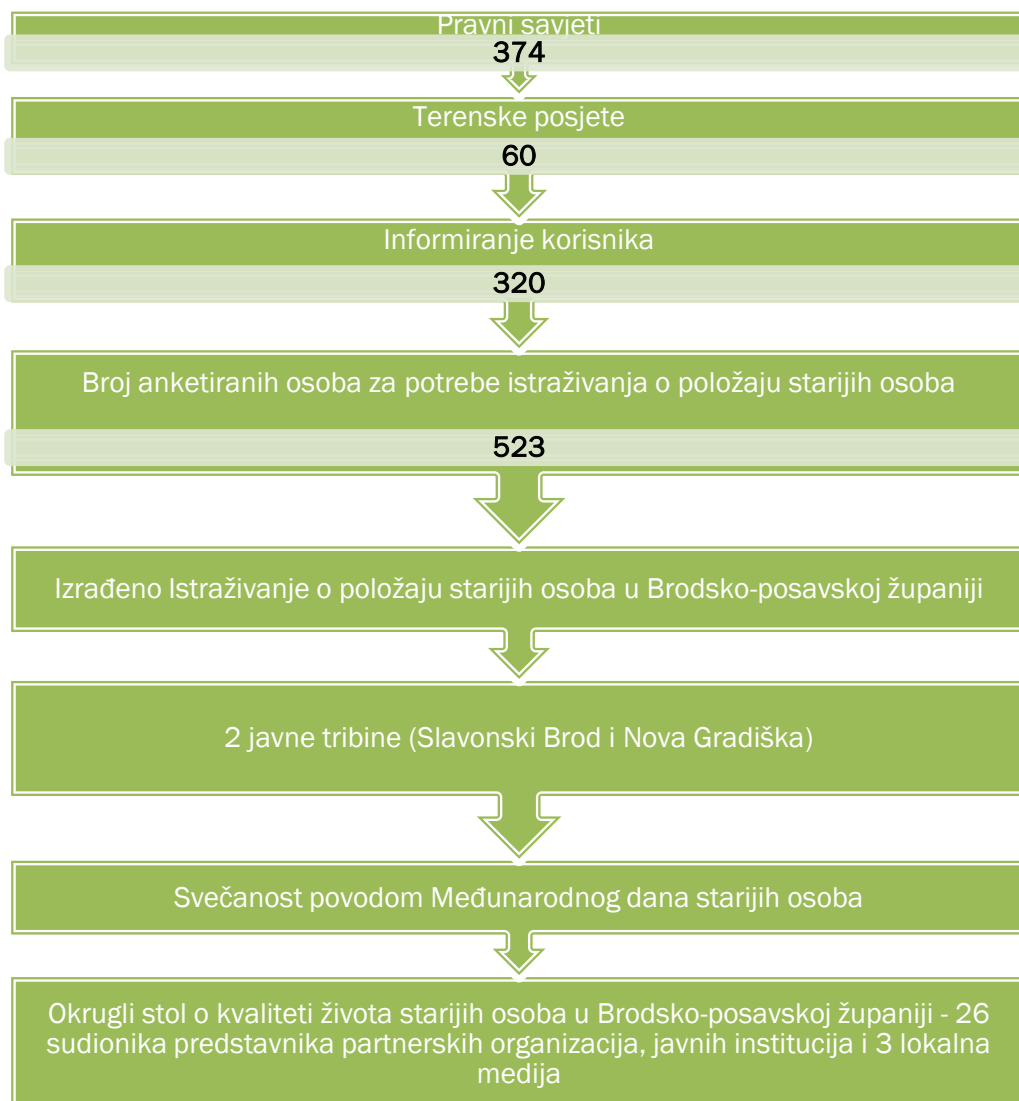 Pravni savjeti
374
Terenske posjete
60
Informiranje korisnika
320
Broj anketiranih osoba za potrebe istraživanja o položaju starijih osoba
523
Izrađeno Istraživanje o položaju starijih osoba u Brodsko-posavskoj županiji
2 javne tribine (Slavonski Brod i Nova Gradiška)
Svečanost povodom Međunarodnog dana starijih osoba
Okrugli stol o kvaliteti života starijih osoba u Brodsko-posavskoj županiji - 26
sudionika predstavnika partnerskih organizacija, javnih institucija i 3 lokalna
medija